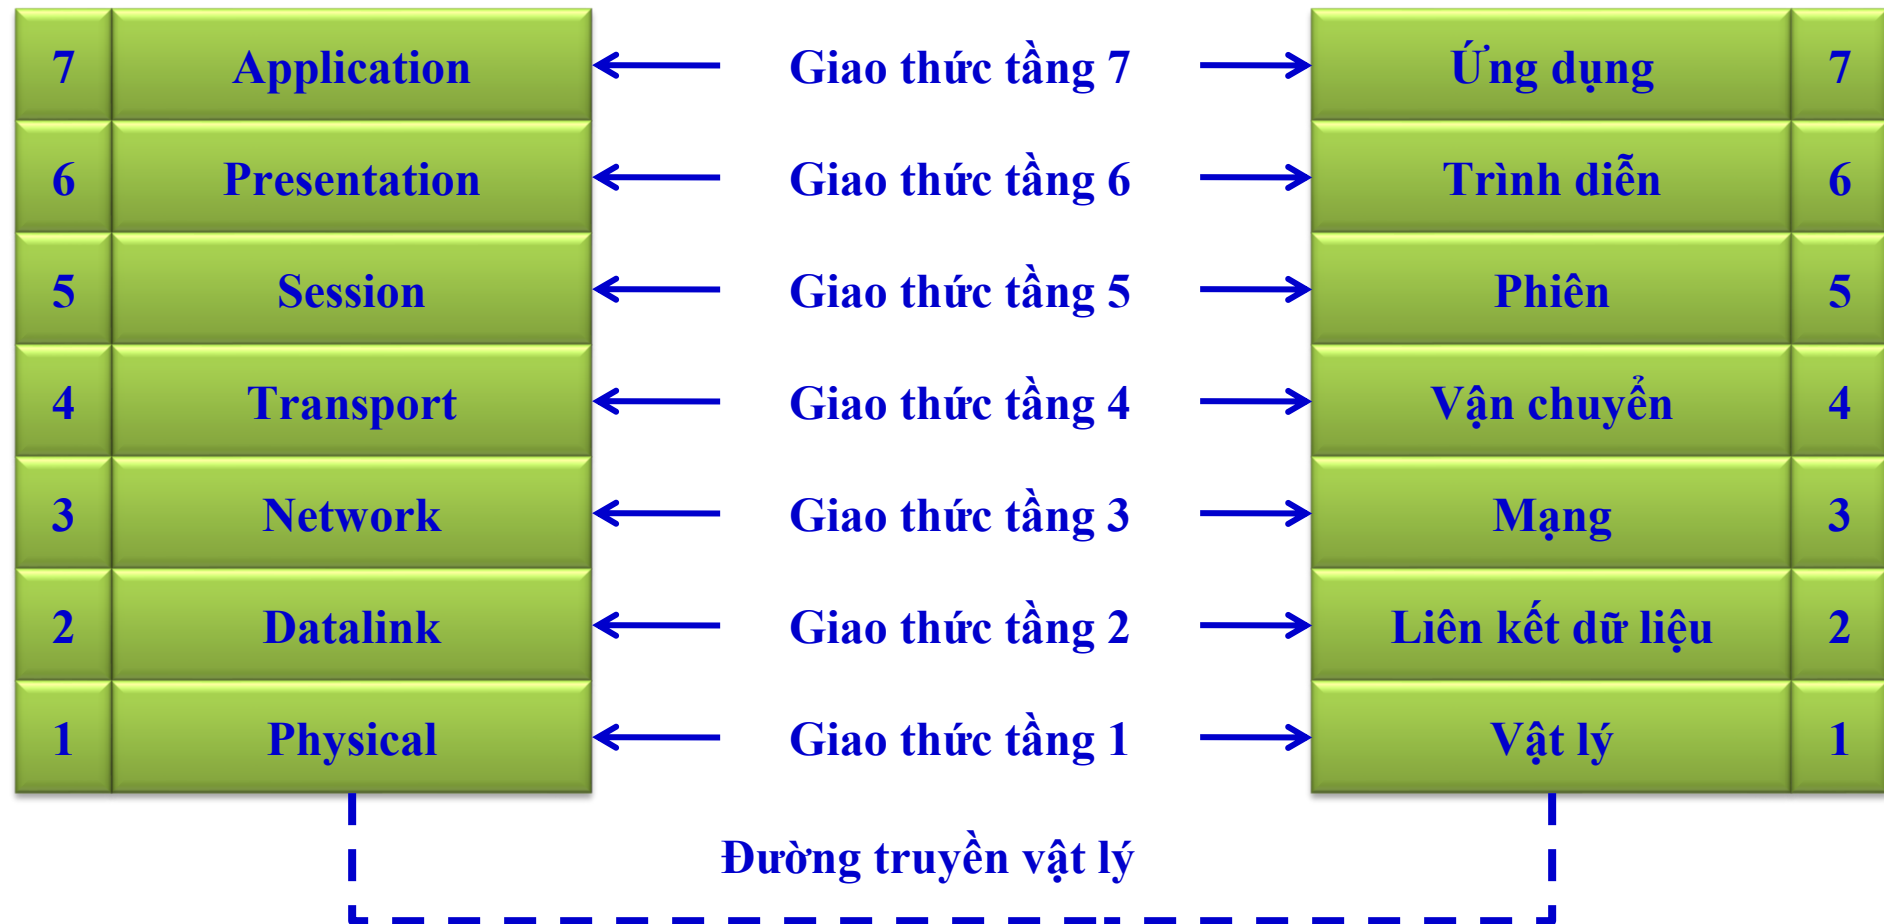 7 Application Giao thức tầng 7 Ứng dụng 7
6 Presentation Giao thức tầng 6 Trình diễn 6
5 Session Giao thức tầng 5 Phiên 5
4 Transport Giao thức tầng 4 Vận chuyển 4
3 Network Giao thức tầng 3 Mạng 3
2 Datalink Giao thức tầng 2 Liên kết dữ liệu 2
1 Physical Giao thức tầng 1 Vật lý 1
Đường truyền vật lý